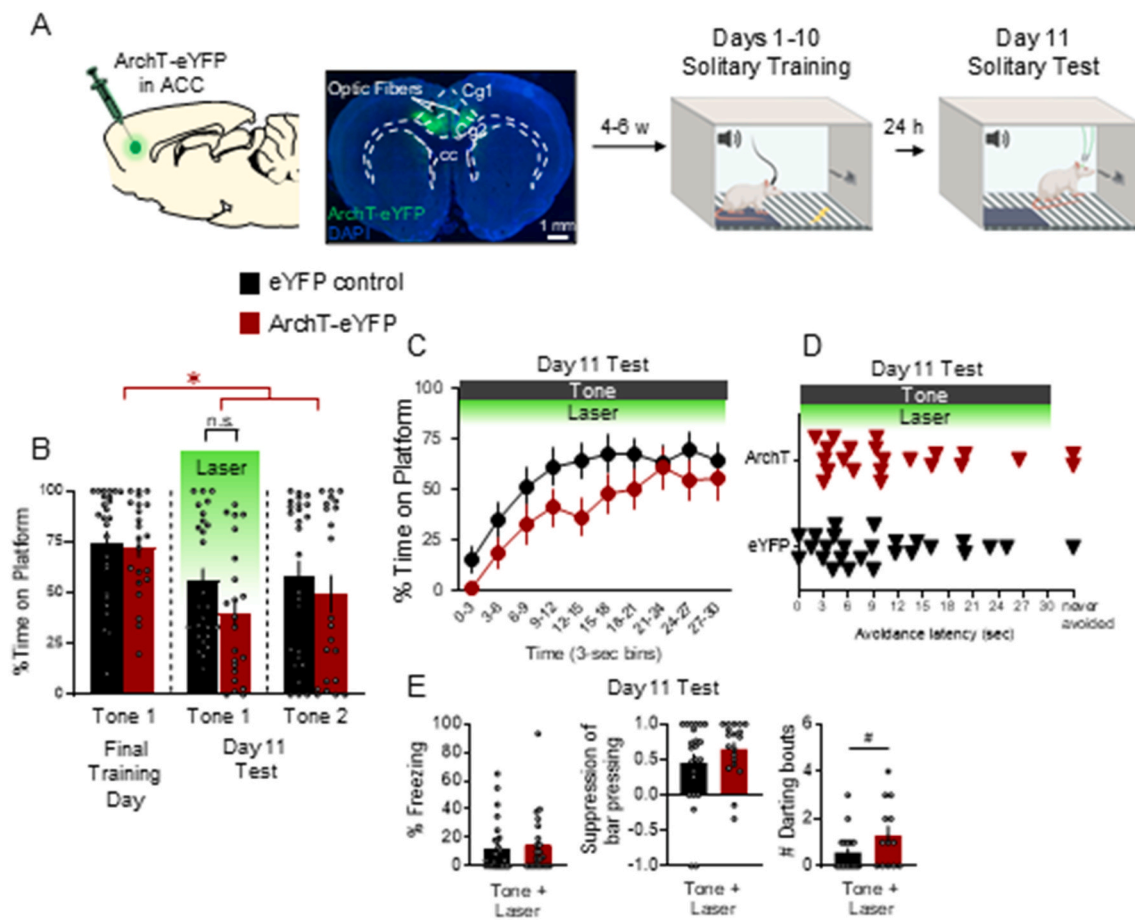 A
ArchT-eYFP
in ACC
Optic Fibers
Cg1
Cg2
cc
ArchT-eYFP
DAPI
1 mm
4-6 w
Days 1-10
Solitary Training
24 h
Day 11
Solitary Test
eYFP control
ArchT-eYFP
B
*
n.s.
Laser
% Time on Platform
100
75
50
25
0
Tone 1
Tone 1
Tone 2
Final
Training
Day
Day 11
Test
C
Day 11 Test
Tone
Laser
% Time on Platform
100
75
50
25
0
0-3
3-6
6-9
9-12
12-15
15-18
18-21
21-24
24-27
27-30
Time (3-sec bins)
D
Day 11 Test
Tone
Laser
ArchT
eYFP
0 3 6 9 12 15 18 21 24 27 30 never
avoided
Avoidance latency (sec)
E
Day 11 Test
% Freezing
100
80
60
40
20
0
Tone +
Laser
Suppression of
bar pressing
1.0
0.5
0.0
-0.5
-1.0
Tone +
Laser
# Darting bouts
6
4
2
0
#
Tone +
Laser